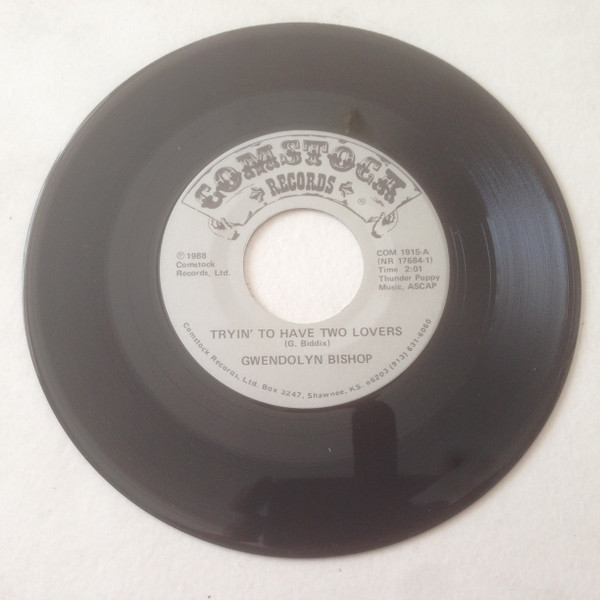 COMSTOCK
RECORDS
®
℗ 1988
Comstock
Records, Ltd.
COM 1915-A
(NR 17684-1)
Time 2:01
Thunder Puppy
Music, ASCAP
TRYIN' TO HAVE TWO LOVERS
(G. Biddix)
GWENDOLYN BISHOP
Comstock Records, Ltd. Box 3247, Shawnee, KS. 66203 (913) 631-6060